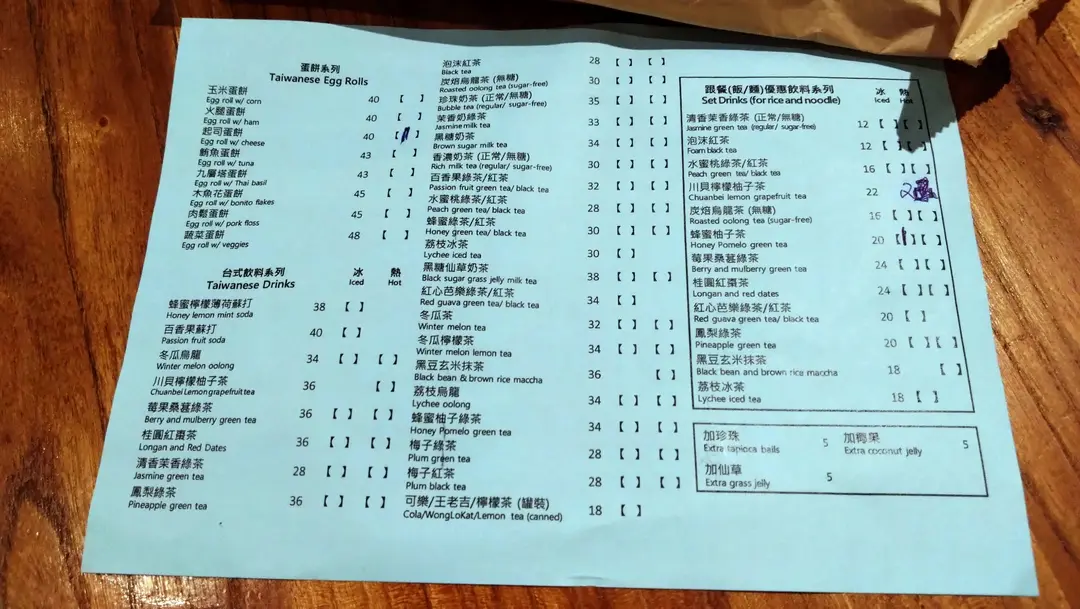 蛋餅系列
Taiwanese Egg Rolls
玉米蛋餅
Egg roll w/ corn 40 【 】
火腿蛋餅
Egg roll w/ ham 40 【 】
起司蛋餅
Egg roll w/ cheese 40 【 】
鮪魚蛋餅
Egg roll w/ tuna 43 【 】
九層塔蛋餅
Egg roll w/ Thai basil 43 【 】
木魚花蛋餅
Egg roll w/ bonito flakes 45 【 】
肉鬆蛋餅
Egg roll w/ pork floss 45 【 】
蔬菜蛋餅
Egg roll w/ veggies 48 【 】
台式飲料系列 冰 熱
Taiwanese Drinks Iced Hot
蜂蜜檸檬薄荷蘇打
Honey lemon mint soda 38 【 】
百香果蘇打
Passion fruit soda 40 【 】
冬瓜烏龍
Winter melon oolong 34 【 】 【 】
川貝檸檬柚子茶
Chuanbei Lemon grapefruit tea 36 【 】
莓果桑葚綠茶
Berry and mulberry green tea 36 【 】 【 】
桂圓紅棗茶
Longan and Red Dates 36 【 】 【 】
清香茉香綠茶
Jasmine green tea 28 【 】 【 】
鳳梨綠茶
Pineapple green tea 36 【 】 【 】
泡沫紅茶
Black tea 28 【 】 【 】
炭焙烏龍茶 (無糖)
Roasted oolong tea (sugar-free) 30 【 】 【 】
珍珠奶茶 (正常/無糖)
Bubble tea (regular/ sugar-free) 35 【 】 【 】
茉香奶綠茶
Jasmine milk tea 33 【 】 【 】
黑糖奶茶
Brown sugar milk tea 34 【 】 【 】
香濃奶茶 (正常/無糖)
Rich milk tea (regular/ sugar-free) 30 【 】 【 】
百香果綠茶/紅茶
Passion fruit green tea/ black tea 32 【 】 【 】
水蜜桃綠茶/紅茶
Peach green tea/ black tea 28 【 】 【 】
蜂蜜綠茶/紅茶
Honey green tea/ black tea 30 【 】 【 】
荔枝冰茶
Lychee iced tea 30 【 】
黑糖仙草奶茶
Black sugar grass jelly milk tea 38 【 】 【 】
紅心芭樂綠茶/紅茶
Red guava green tea/ black tea 34 【 】
冬瓜茶
Winter melon tea 32 【 】 【 】
冬瓜檸檬茶
Winter melon lemon tea 34 【 】 【 】
黑豆玄米抹茶
Black bean & brown rice maccha 36 【 】
荔枝烏龍
Lychee oolong 34 【 】 【 】
蜂蜜柚子綠茶
Honey Pomelo green tea 34 【 】 【 】
梅子綠茶
Plum green tea 28 【 】 【 】
梅子紅茶
Plum black tea 28 【 】 【 】
可樂/王老吉/檸檬茶 (罐裝)
Cola/WongLoKat/Lemon tea (canned) 18 【 】
跟餐(飯/麵)優惠飲料系列 冰 熱
Set Drinks (for rice and noodle) Iced Hot
清香茉香綠茶 (正常/無糖)
Jasmine green tea (regular/ sugar-free) 12 【 】【 】
泡沫紅茶
Foam black tea 12 【 】【 】
水蜜桃綠茶/紅茶
Peach green tea/ black tea 16 【 】【 】
川貝檸檬柚子茶
Chuanbei lemon grapefruit tea 22
炭焙烏龍茶 (無糖)
Roasted oolong tea (sugar-free) 16 【 】【 】
蜂蜜柚子茶
Honey Pomelo green tea 20 【 】【 】
莓果桑葚綠茶
Berry and mulberry green tea 24 【 】【 】
桂圓紅棗茶
Longan and red dates 24 【 】【 】
紅心芭樂綠茶/紅茶
Red guava green tea/ black tea 20 【 】
鳳梨綠茶
Pineapple green tea 20 【 】【 】
黑豆玄米抹茶
Black bean and brown rice maccha 18 【 】
荔枝冰茶
Lychee iced tea 18 【 】
加珍珠 5 加椰果 5
Extra tapioca balls Extra coconut jelly
加仙草 5
Extra grass jelly